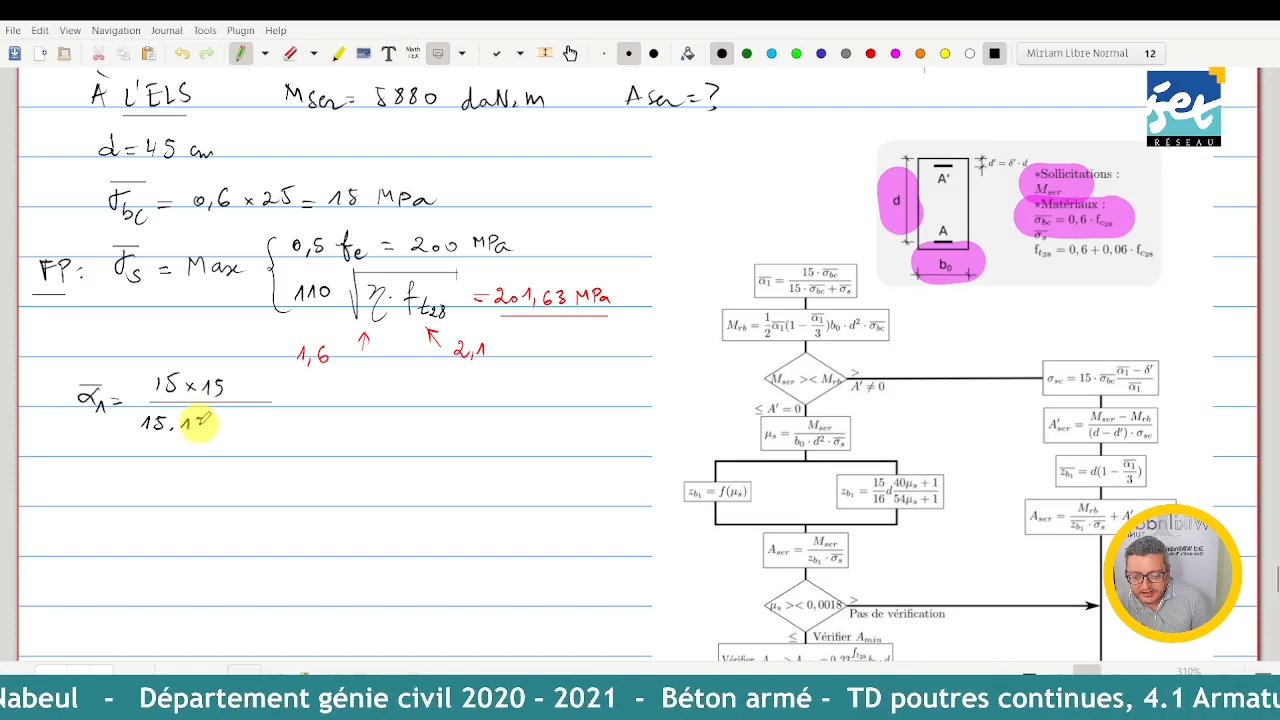 File Edit View Navigation Journal Tools Plugin Help
Miriam Libre Normal 12
À L'ELS Mser = 5880 daN.m Aser = ?
d = 45 cm
σbc = 0,6 × 25 = 15 MPa
FP: σs = Max { 0,5 fe = 200 MPa
110 √η.ft28 = 201,63 MPa
1,6 2,1
α1 = 15 × 15
15.
iset
RÉSEAU
d' = δ' · d
A'
d
A
b0
*Sollicitations :
Mser
*Matériaux :
σbc = 0,6 · fc28
σs
ft28 = 0,6 + 0,06 · fc28
α1 = 15 · σbc / 15 · σbc + σs
Mrb = 1/2 α1(1 − α1/3)b0 · d² · σbc
Mser >< Mrb
>
A' ≠ 0
≤ A' = 0
μs = Mser / b0 · d² · σs
zb1 = f(μs)
zb1 = 15/16 d 40μs + 1 / 54μs + 1
Aser = Mser / zb1 · σs
μs >< 0,0018
>
Pas de vérification
≤ Vérifier Amin
σsc = 15 · σbc α1 − δ' / α1
A'ser = Mser − Mrb / (d − d') · σsc
zb1 = d(1 − α1/3)
Aser = Mrb / zb1 · σs + A'
310%
Nabeul - Département génie civil 2020 - 2021 - Béton armé - TD poutres continues, 4.1 Armatu